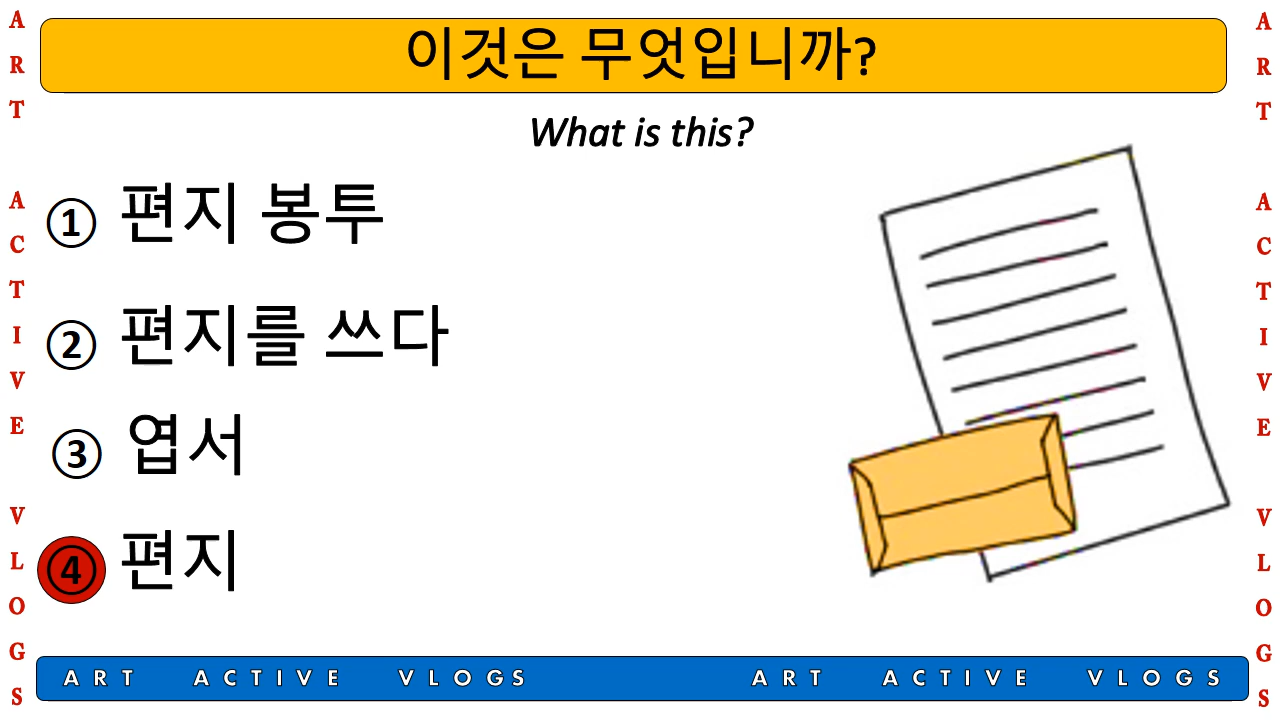 이것은 무엇입니까?
What is this?
① 편지 봉투
② 편지를 쓰다
③ 엽서
④ 편지
ART ACTIVE VLOGS
ART ACTIVE VLOGS
ART ACTIVE VLOGS ART ACTIVE VLOGS